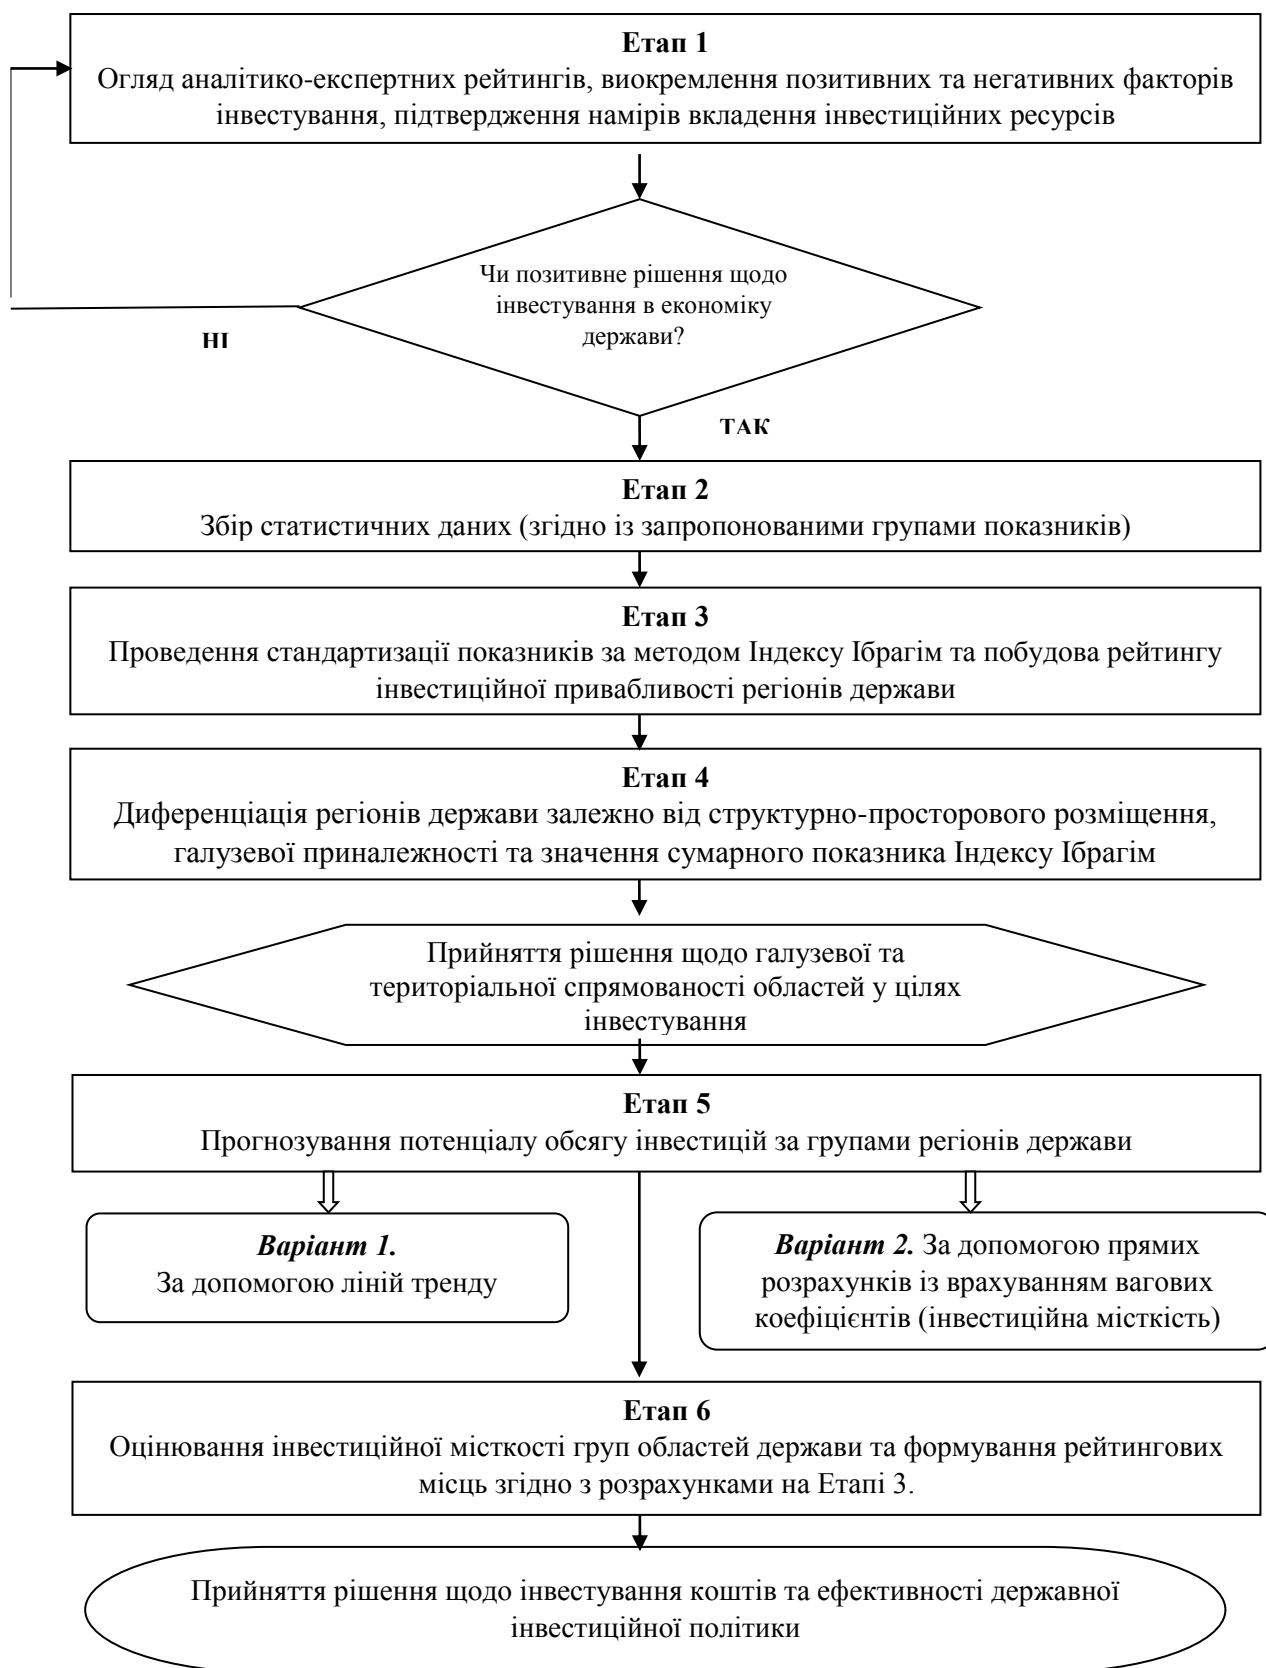 Етап 1
Огляд аналітико-експертних рейтингів, виокремлення позитивних та негативних факторів
інвестування, підтвердження намірів вкладення інвестиційних ресурсів
Чи позитивне рішення щодо
інвестування в економіку
держави?
НІ
ТАК
Етап 2
Збір статистичних даних (згідно із запропонованими групами показників)
Етап 3
Проведення стандартизації показників за методом Індексу Ібрагім та побудова рейтингу
інвестиційної привабливості регіонів держави
Етап 4
Диференціація регіонів держави залежно від структурно-просторового розміщення,
галузевої приналежності та значення сумарного показника Індексу Ібрагім
Прийняття рішення щодо галузевої та
територіальної спрямованості областей у цілях
інвестування
Етап 5
Прогнозування потенціалу обсягу інвестицій за групами регіонів держави
Варіант 1.
За допомогою ліній тренду
Варіант 2. За допомогою прямих
розрахунків із врахуванням вагових
коефіцієнтів (інвестиційна місткість)
Етап 6
Оцінювання інвестиційної місткості груп областей держави та формування рейтингових
місць згідно з розрахунками на Етапі 3.
Прийняття рішення щодо інвестування коштів та ефективності державної
інвестиційної політики